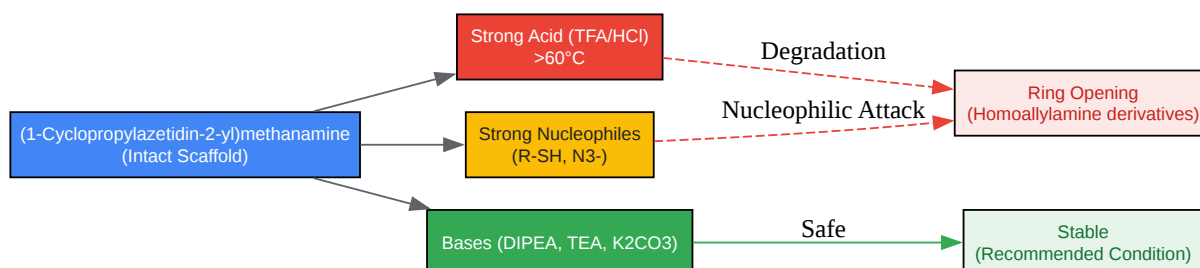 Strong Acid (TFA/HCl)
>60°C
Degradation
Ring Opening
(Homoallylamine derivatives)
Nucleophilic Attack
(1-Cyclopropylazetidin-2-yl)methanamine
(Intact Scaffold)
Strong Nucleophiles
(R-SH, N3-)
Bases (DIPEA, TEA, K2CO3)
Safe
Stable
(Recommended Condition)